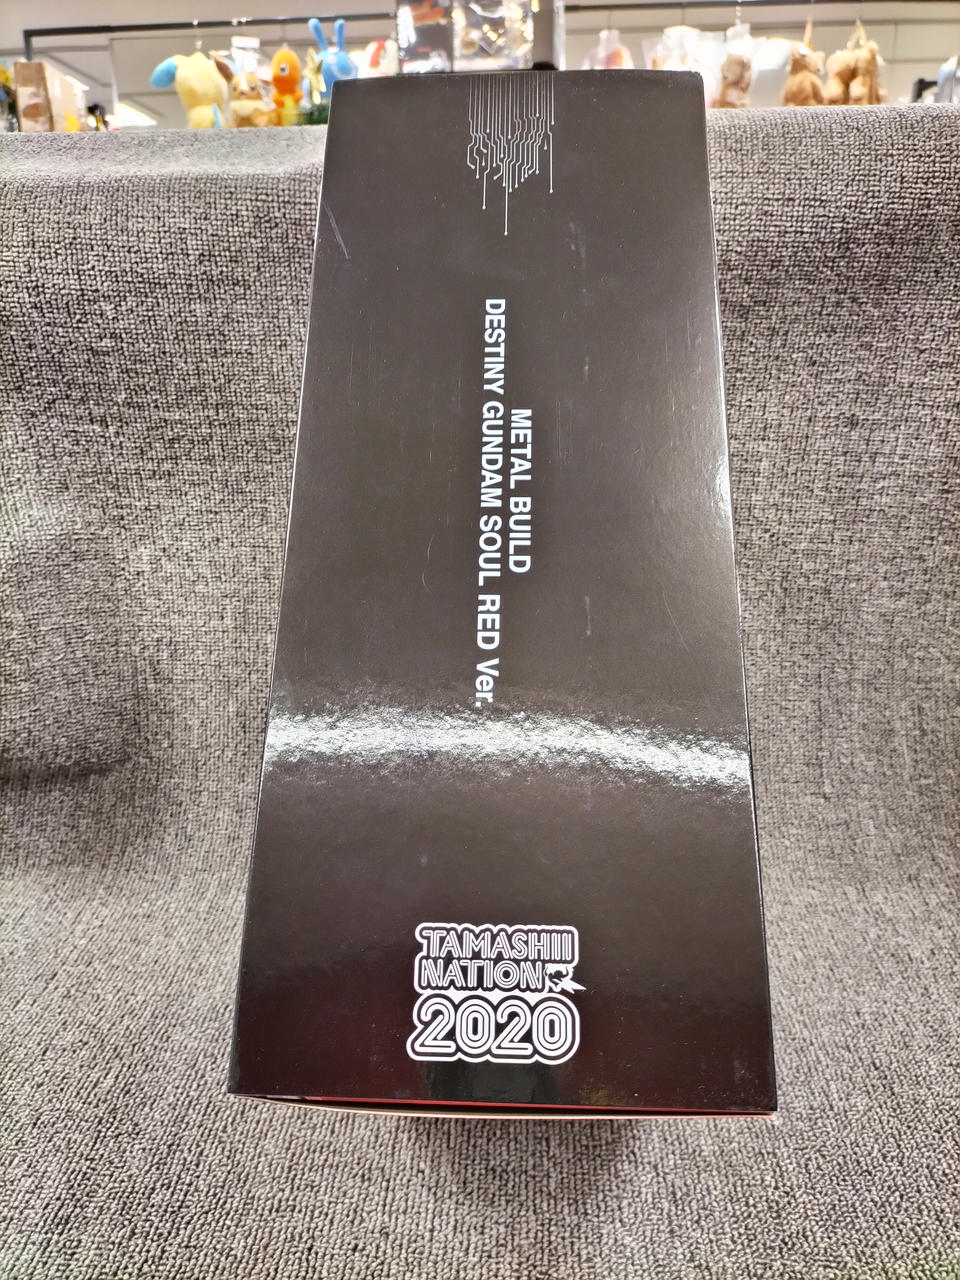 METAL BUILD
DESTINY GUNDAM SOUL RED Ver.
TAMASHII
NATION
2020